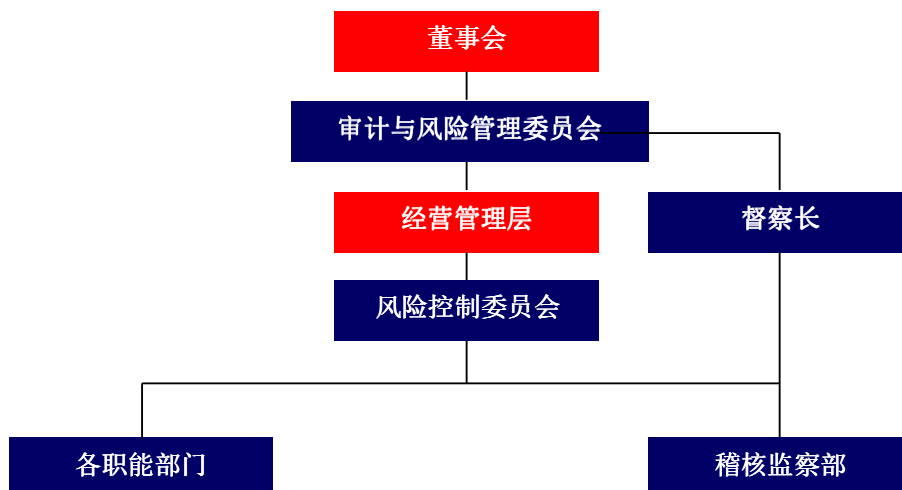 董事会
审计与风险管理委员会
经营管理层
督察长
风险控制委员会
各职能部门
稽核监察部